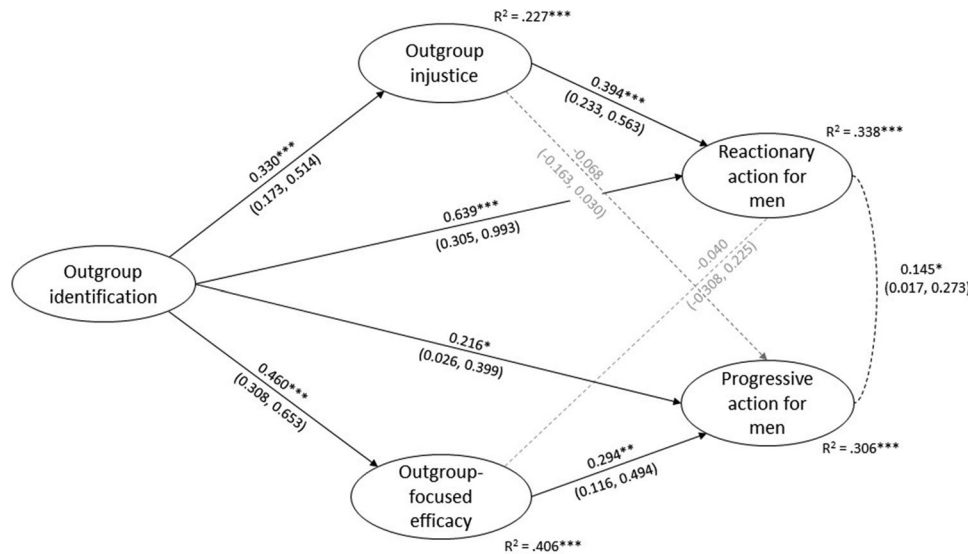 R² = .227***
Outgroup
injustice
0.394***
(0.233, 0.563)
R² = .338***
Reactionary
action for
men
0.330***
(0.173, 0.514)
-0.068
(-0.163, 0.030)
0.639***
(0.305, 0.993)
Outgroup
identification
-0.040
(-0.308, 0.225)
0.145*
(0.017, 0.273)
0.216*
(0.026, 0.399)
0.460***
(0.308, 0.653)
Progressive
action for
men
R² = .306***
Outgroup-
focused
efficacy
0.294**
(0.116, 0.494)
R² = .406***